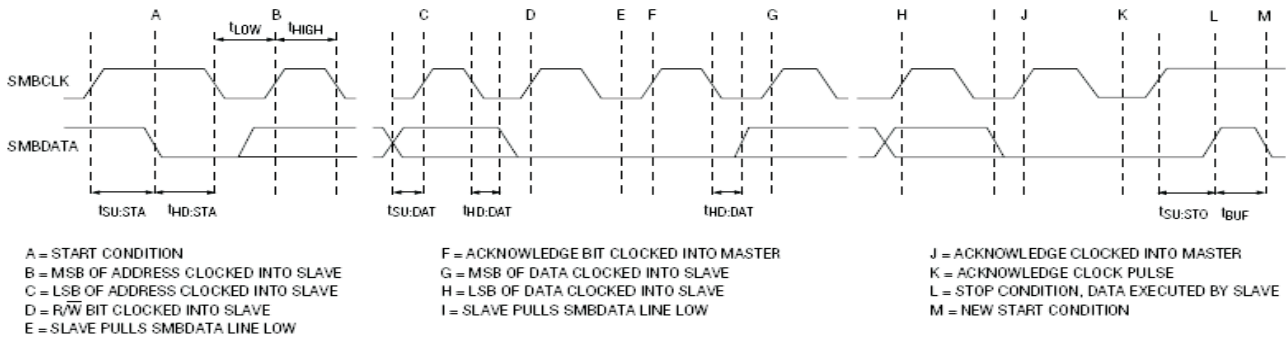 A B C D E F G H I J K L M
tLOW tHIGH
SMBCLK
SMBDATA
tSU:STA tHD:STA tSU:DAT tHD:DAT tHD:DAT tSU:STO tBUF
A = START CONDITION
B = MSB OF ADDRESS CLOCKED INTO SLAVE
C = LSB OF ADDRESS CLOCKED INTO SLAVE
D = R/W̅ BIT CLOCKED INTO SLAVE
E = SLAVE PULLS SMBDATA LINE LOW
F = ACKNOWLEDGE BIT CLOCKED INTO MASTER
G = MSB OF DATA CLOCKED INTO SLAVE
H = LSB OF DATA CLOCKED INTO SLAVE
I = SLAVE PULLS SMBDATA LINE LOW
J = ACKNOWLEDGE CLOCKED INTO MASTER
K = ACKNOWLEDGE CLOCK PULSE
L = STOP CONDITION, DATA EXECUTED BY SLAVE
M = NEW START CONDITION